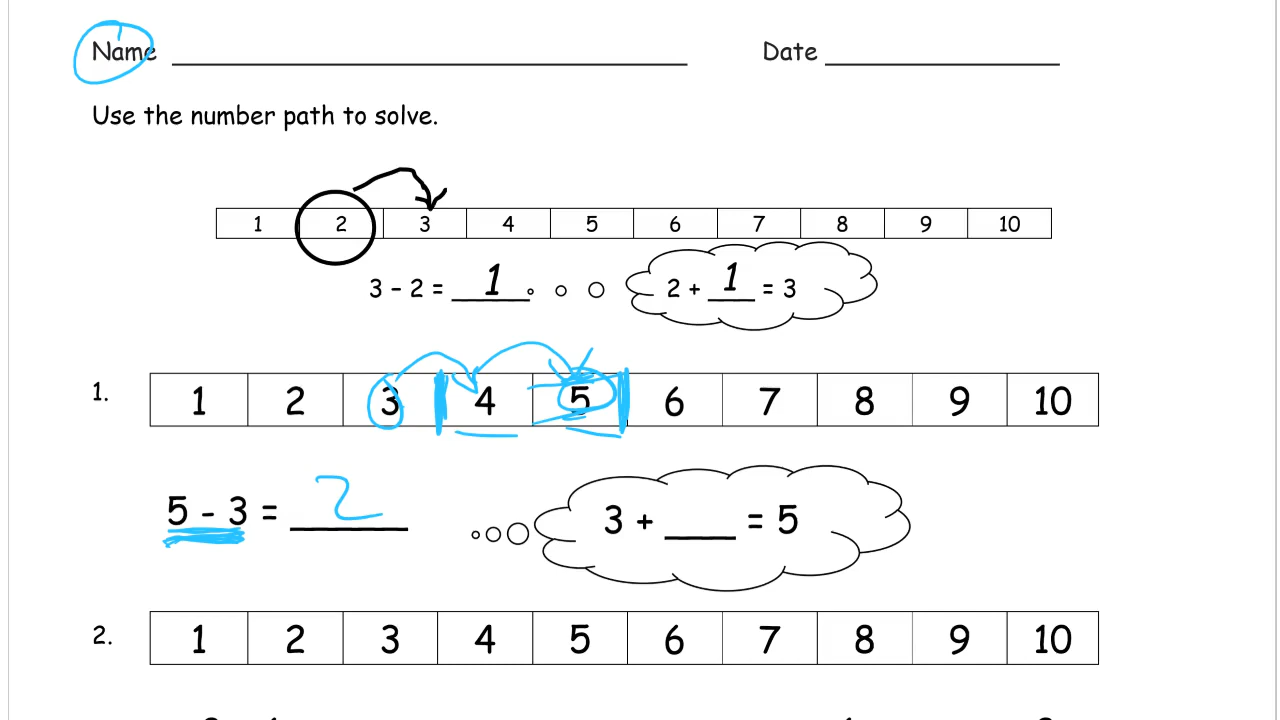 Name ____________ Date ____________
Use the number path to solve.
1 2 3 4 5 6 7 8 9 10
3 - 2 = 1 2 + 1 = 3
1. 1 2 3 4 5 6 7 8 9 10
5 - 3 = 2 3 + ____ = 5
2. 1 2 3 4 5 6 7 8 9 10